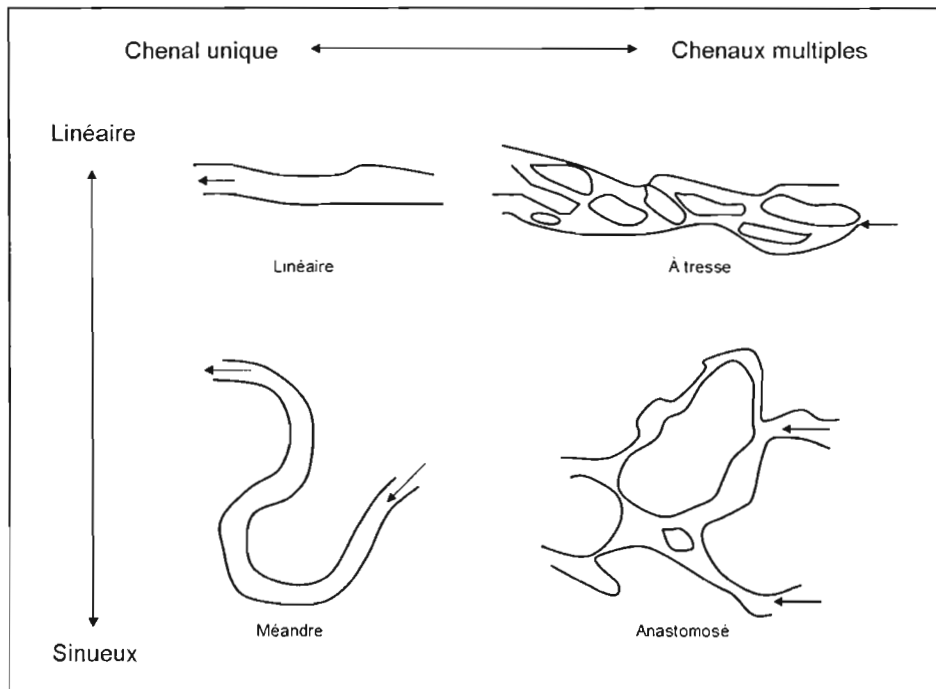 Chenal unique
Chenaux multiples
Linéaire
Linéaire
À tresse
Méandre
Anastomosé
Sinueux